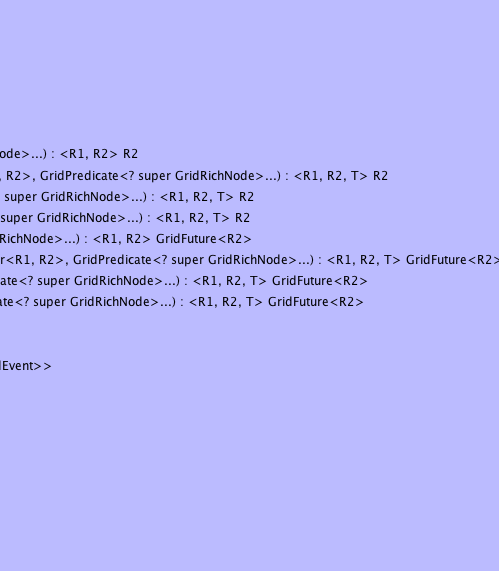 ode>...) : <R1, R2> R2
, R2>, GridPredicate<? super GridRichNode>...) : <R1, R2, T> R2
super GridRichNode>...) : <R1, R2, T> R2
super GridRichNode>...) : <R1, R2, T> R2
RichNode>...) : <R1, R2> GridFuture<R2>
r<R1, R2>, GridPredicate<? super GridRichNode>...) : <R1, R2, T> GridFuture<R2>
ate<? super GridRichNode>...) : <R1, R2, T> GridFuture<R2>
ate<? super GridRichNode>...) : <R1, R2, T> GridFuture<R2>
Event>>